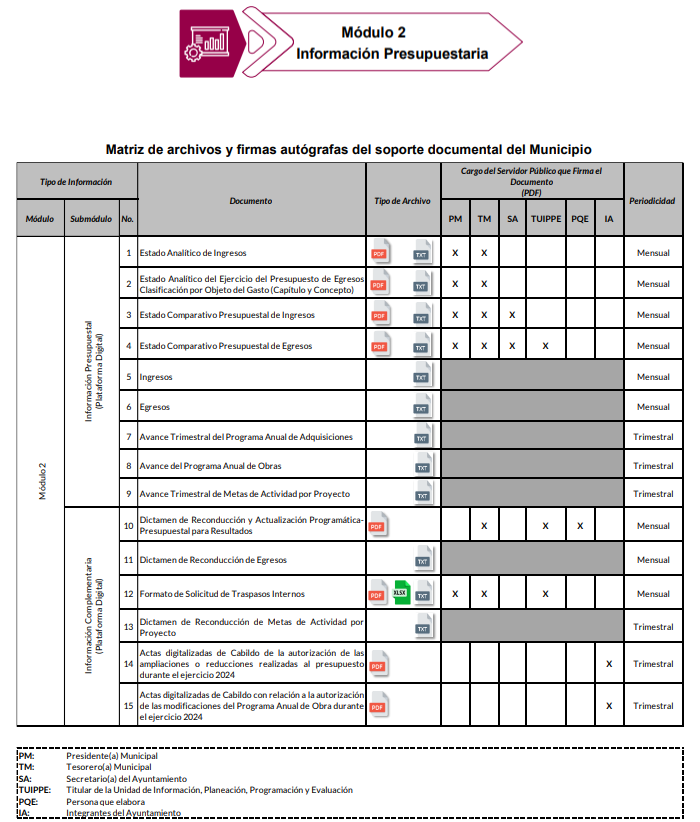 Módulo 2
Información Presupuestaria
Matriz de archivos y firmas autógrafas del soporte documental del Municipio
Tipo de Información
Documento
Tipo de Archivo
Cargo del Servidor Público que Firma el
Documento
(PDF)
Periodicidad
Módulo Submódulo No. PM TM SA TUIPPE PQE IA
Módulo 2
Información Presupuestal
(Plataforma Digital)
1 Estado Analítico de Ingresos PDF TXT X X Mensual
2 Estado Analítico del Ejercicio del Presupuesto de Egresos
Clasificación por Objeto del Gasto (Capítulo y Concepto) PDF TXT X X Mensual
3 Estado Comparativo Presupuestal de Ingresos PDF TXT X X X Mensual
4 Estado Comparativo Presupuestal de Egresos PDF TXT X X X X Mensual
5 Ingresos TXT Mensual
6 Egresos TXT Mensual
7 Avance Trimestral del Programa Anual de Adquisiciones TXT Trimestral
8 Avance del Programa Anual de Obras TXT Trimestral
9 Avance Trimestral de Metas de Actividad por Proyecto TXT Trimestral
Información Complementaria
(Plataforma Digital)
10 Dictamen de Reconducción y Actualización Programática-
Presupuestal para Resultados PDF X X X Mensual
11 Dictamen de Reconducción de Egresos TXT Mensual
12 Formato de Solicitud de Traspasos Internos PDF XLSX TXT X X X Mensual
13 Dictamen de Reconducción de Metas de Actividad por
Proyecto TXT Trimestral
14 Actas digitalizadas de Cabildo de la autorización de las
ampliaciones o reducciones realizadas al presupuesto
durante el ejercicio 2024 PDF X Trimestral
15 Actas digitalizadas de Cabildo con relación a la autorización
de las modificaciones del Programa Anual de Obra durante
el ejercicio 2024 PDF X Trimestral
PM: Presidente(a) Municipal
TM: Tesorero(a) Municipal
SA: Secretario(a) del Ayuntamiento
TUIPPE: Titular de la Unidad de Información, Planeación, Programación y Evaluación
PQE: Persona que elabora
IA: Integrantes del Ayuntamiento